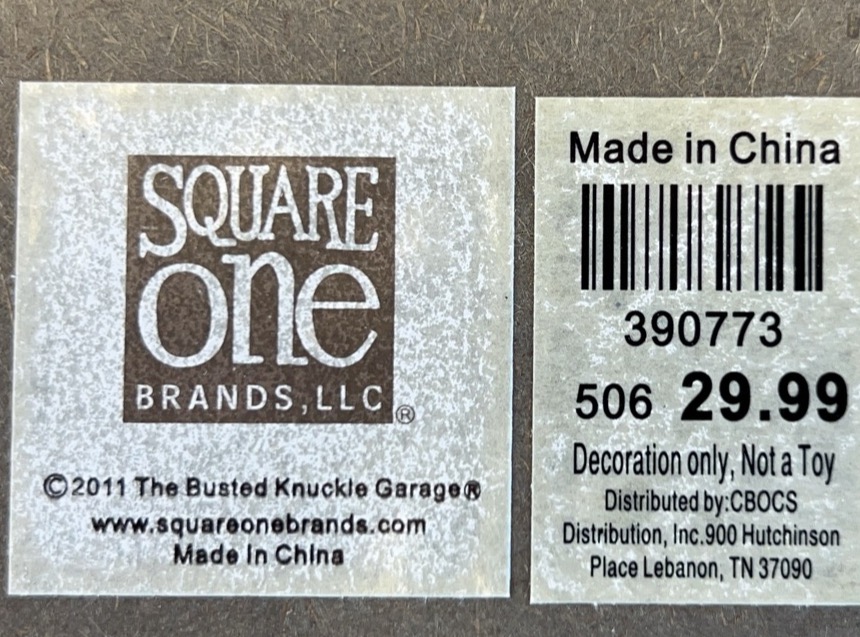 SQUARE
one
BRANDS, LLC ®
©2011 The Busted Knuckle Garage®
www.squareonebrands.com
Made in China
Made in China
390773
506 29.99
Decoration only, Not a Toy
Distributed by:CBOCS
Distribution, Inc.900 Hutchinson
Place Lebanon, TN 37090